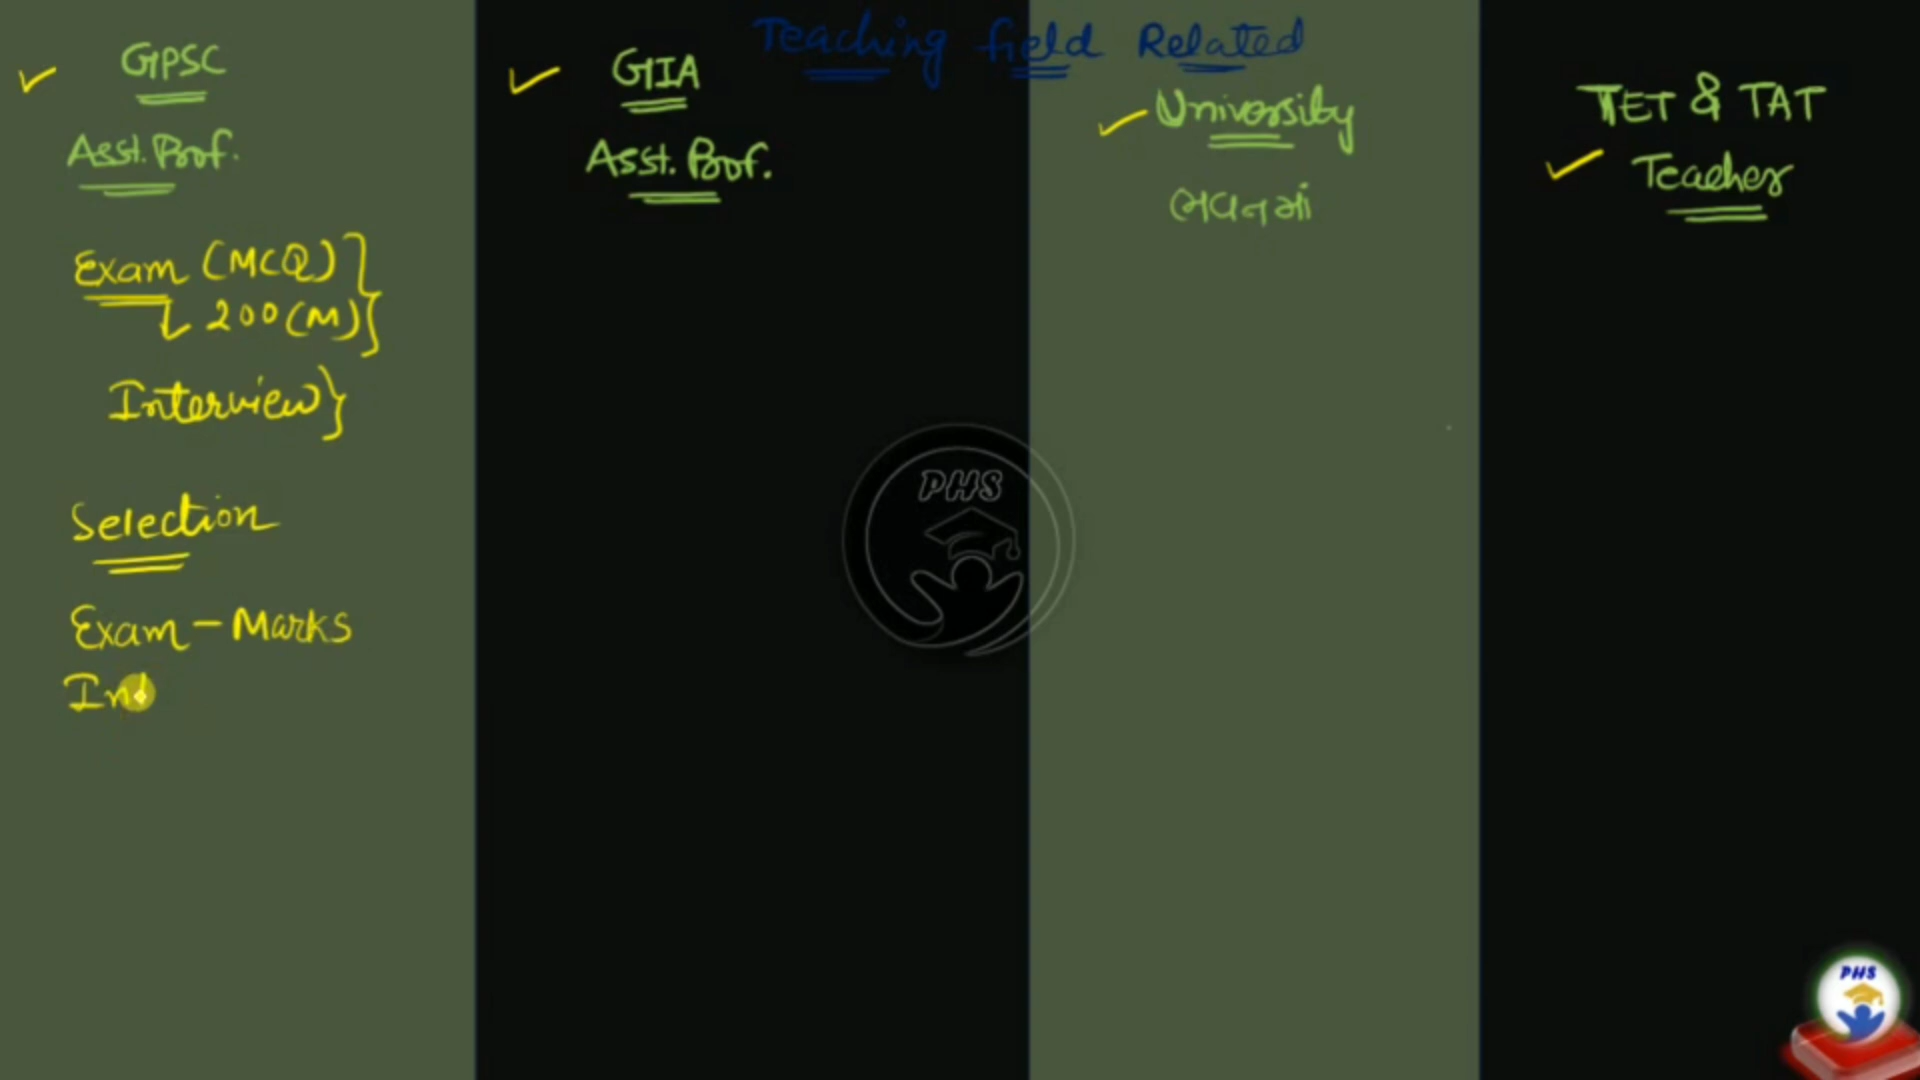 Teaching field Related
GPSC
Asst. Prof.
Exam (MCQ)
200 (M)
Interview
Selection
Exam - Marks
Int
GIA
Asst. Prof.
University
ભવનમાં
TET & TAT
Teacher
PHS
PHS